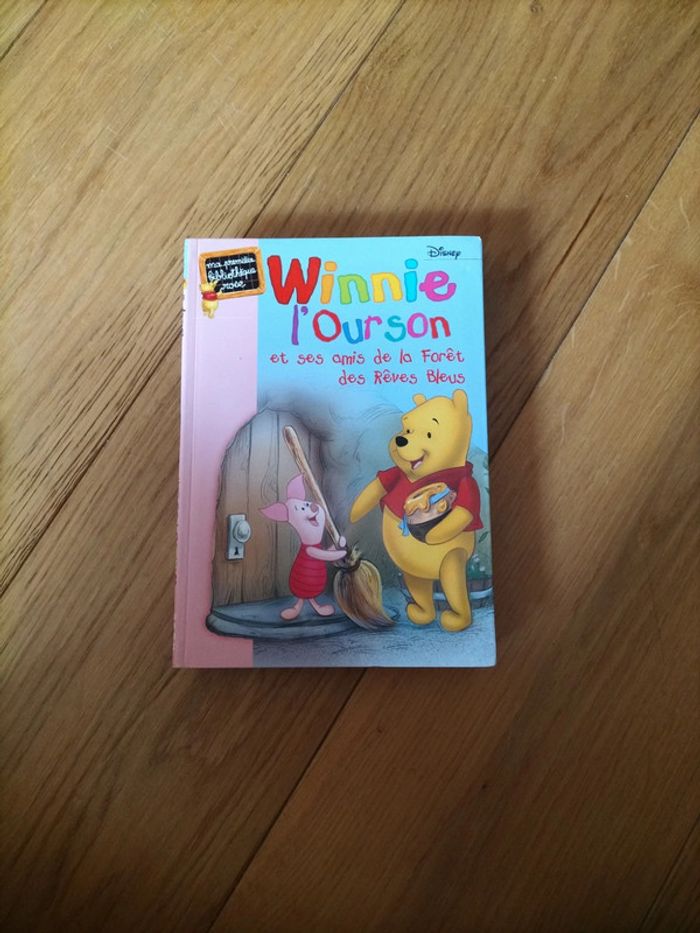 ma première
bibliothèque
rose
Disney
Winnie
l'Ourson
et ses amis de la Forêt
des Rêves Bleus